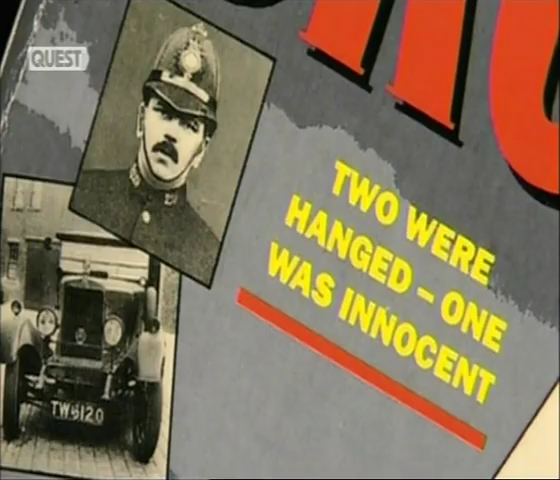 QUEST
TWO WERE
HANGED – ONE
WAS INNOCENT
TW 6120